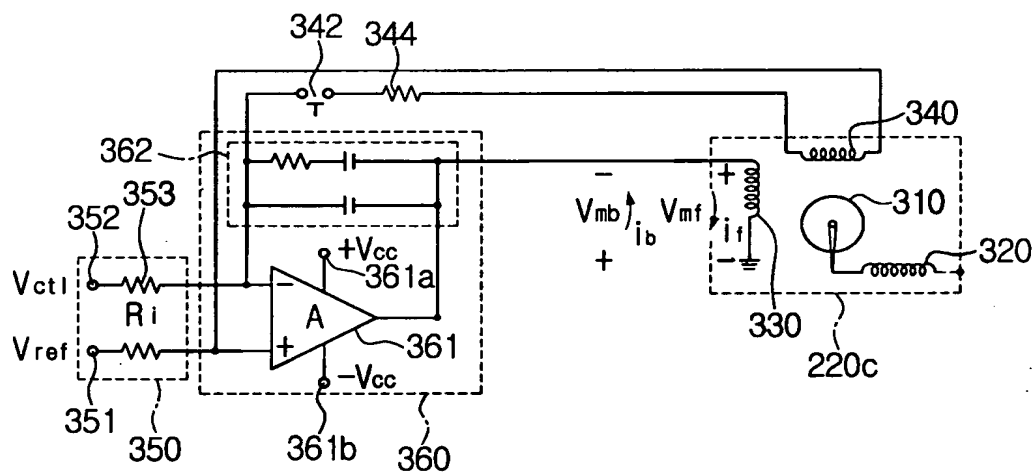 342
344
340
362
353
352
Vctl
Ri
Vref
351
350
+Vcc
361a
−
A
+
361
−Vcc
361b
360
−
Vmb
ib
+
+
Vmf
if
−
330
310
320
220c